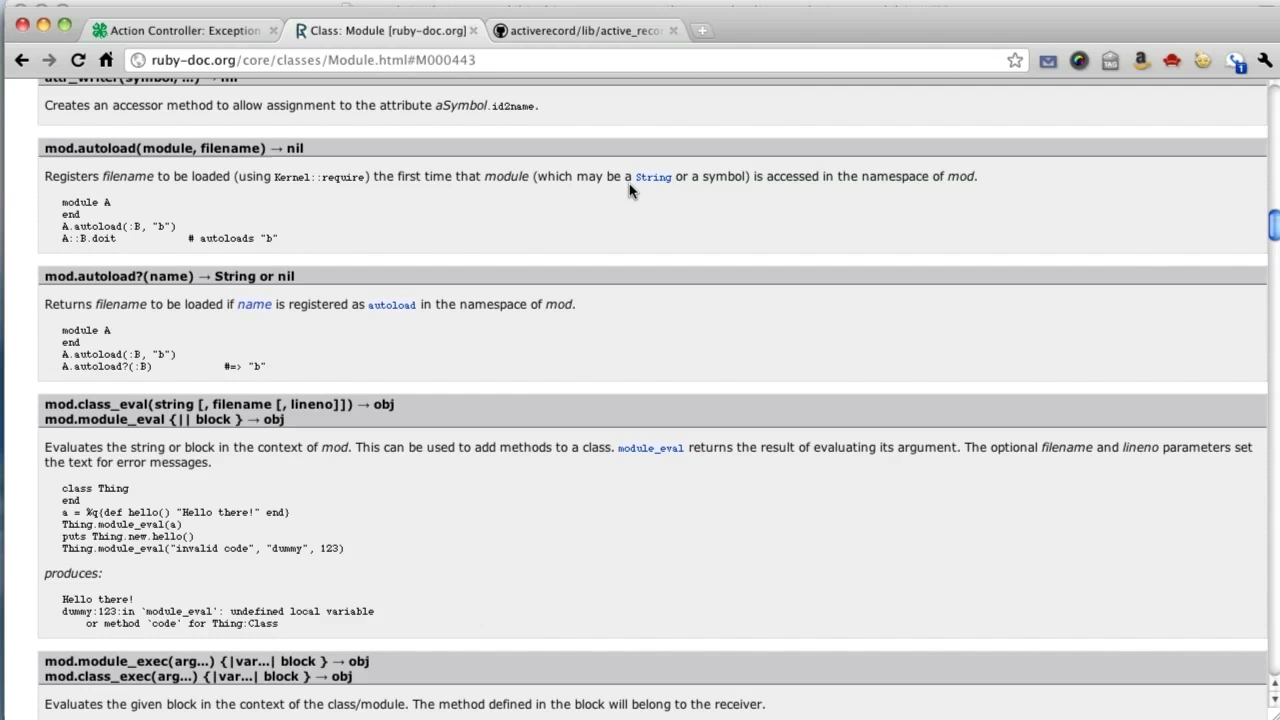 Action Controller: Exception
Class: Module [ruby-doc.org]
activerecord/lib/active_reco
ruby-doc.org/core/classes/Module.html#M000443
TAG
1
attr_writer(symbol, ...) → nil
Creates an accessor method to allow assignment to the attribute aSymbol.id2name.
mod.autoload(module, filename) → nil
Registers filename to be loaded (using Kernel::require) the first time that module (which may be a String or a symbol) is accessed in the namespace of mod.
module A
end
A.autoload(:B, "b")
A::B.doit # autoloads "b"
mod.autoload?(name) → String or nil
Returns filename to be loaded if name is registered as autoload in the namespace of mod.
module A
end
A.autoload(:B, "b")
A.autoload?(:B) #=> "b"
mod.class_eval(string [, filename [, lineno]]) → obj
mod.module_eval {|| block } → obj
Evaluates the string or block in the context of mod. This can be used to add methods to a class. module_eval returns the result of evaluating its argument. The optional filename and lineno parameters set
the text for error messages.
class Thing
end
a = %q{def hello() "Hello there!" end}
Thing.module_eval(a)
puts Thing.new.hello()
Thing.module_eval("invalid code", "dummy", 123)
produces:
Hello there!
dummy:123:in `module_eval': undefined local variable
or method `code' for Thing:Class
mod.module_exec(arg...) {|var...| block } → obj
mod.class_exec(arg...) {|var...| block } → obj
Evaluates the given block in the context of the class/module. The method defined in the block will belong to the receiver.